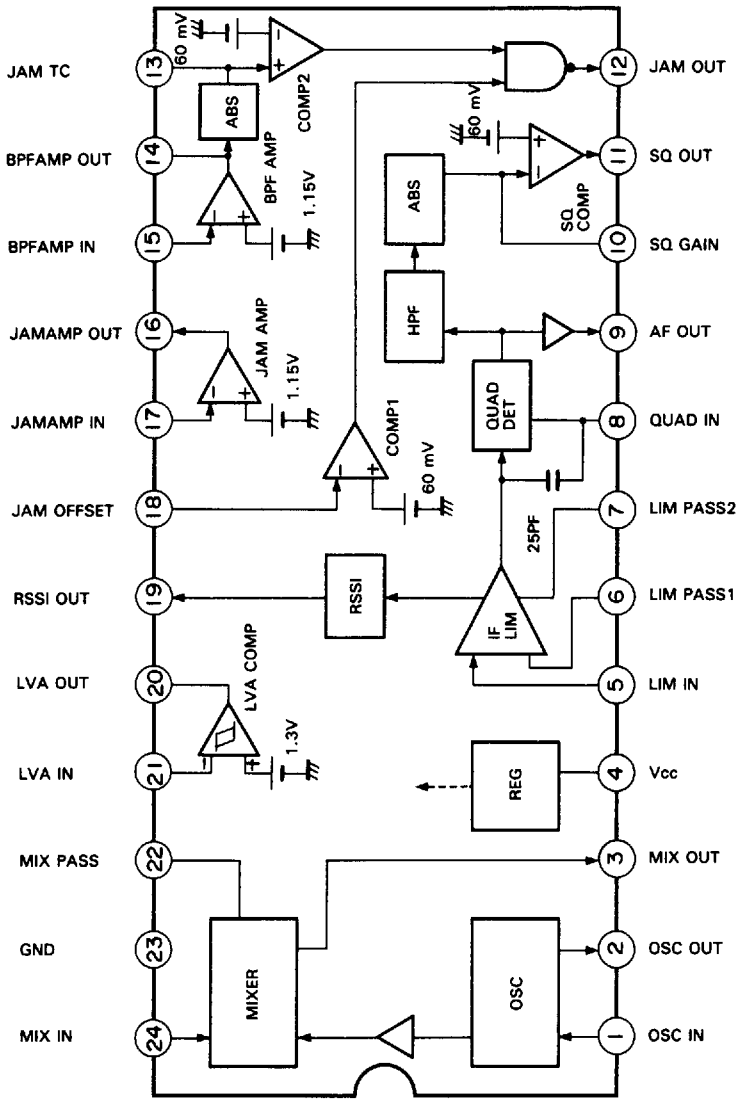 JAM TC
13
60 mV
COMP2
12
JAM OUT
ABS
BPFAMP OUT
14
BPF AMP
60 mV
11
SQ OUT
SQ COMP
BPFAMP IN
15
1.15V
ABS
10
SQ GAIN
JAMAMP OUT
16
JAM AMP
HPF
9
AF OUT
JAMAMP IN
17
1.15V
COMP1
QUAD DET
8
QUAD IN
JAM OFFSET
18
60 mV
25PF
7
LIM PASS2
RSSI OUT
19
RSSI
IF LIM
6
LIM PASS1
LVA OUT
20
LVA COMP
5
LIM IN
LVA IN
21
1.3V
REG
4
Vcc
MIX PASS
22
3
MIX OUT
GND
23
MIXER
OSC
2
OSC OUT
MIX IN
24
1
OSC IN